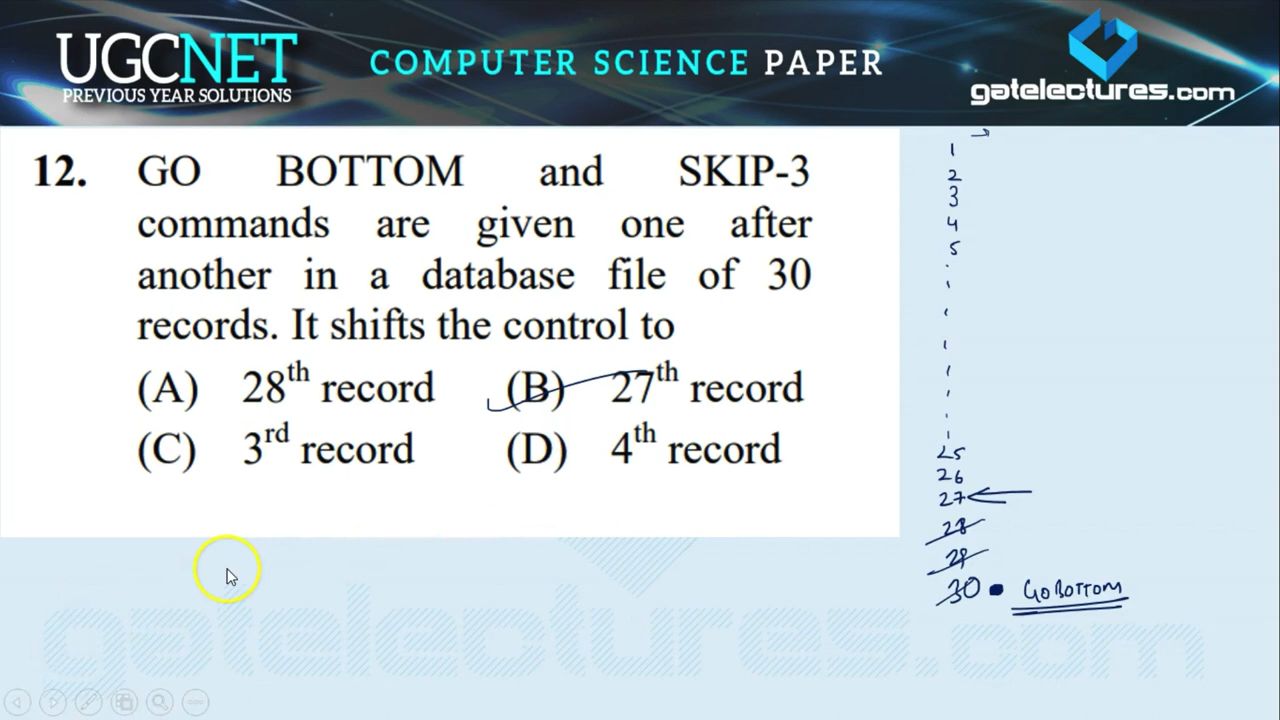 UGCNET
PREVIOUS YEAR SOLUTIONS
COMPUTER SCIENCE PAPER
gatelectures.com
12. GO BOTTOM and SKIP-3
commands are given one after
another in a database file of 30
records. It shifts the control to
(A) 28th record (B) 27th record
(C) 3rd record (D) 4th record
1
2
3
4
5
25
26
27
28
29
30 GO BOTTOM
gatelectures.com